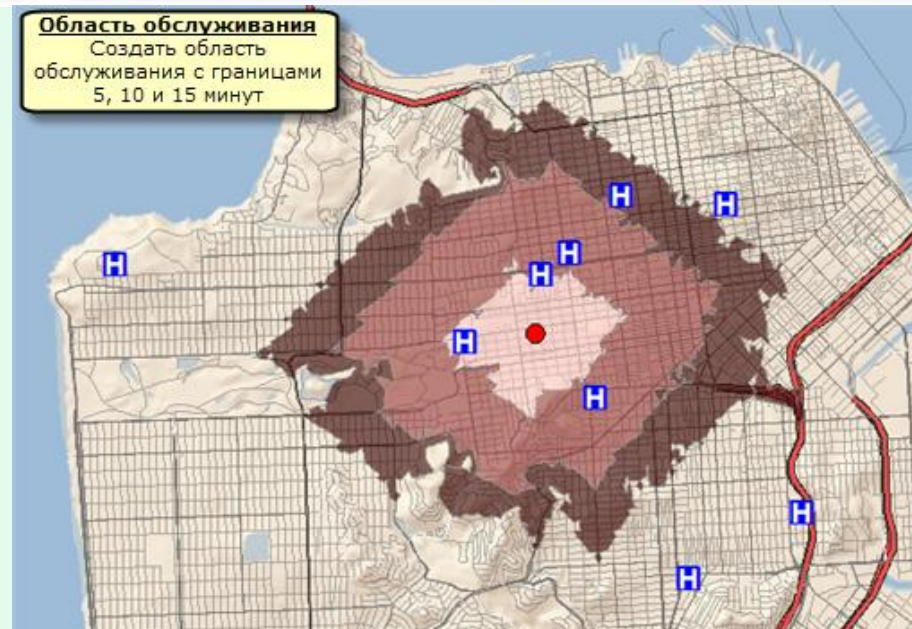 Область обслуживания
Создать область
обслуживания с границами
5, 10 и 15 минут
H
H
H
H
H
H
H
H
H